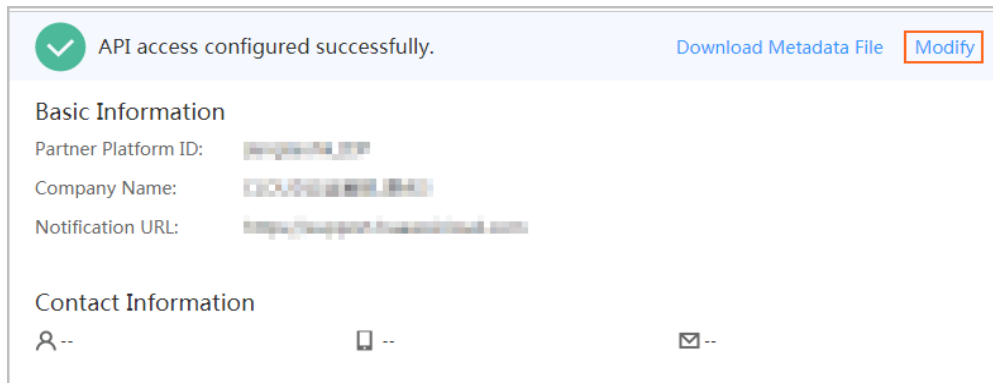 API access configured successfully. Download Metadata File Modify
Basic Information
Partner Platform ID:
Company Name:
Notification URL:
Contact Information
-- -- --